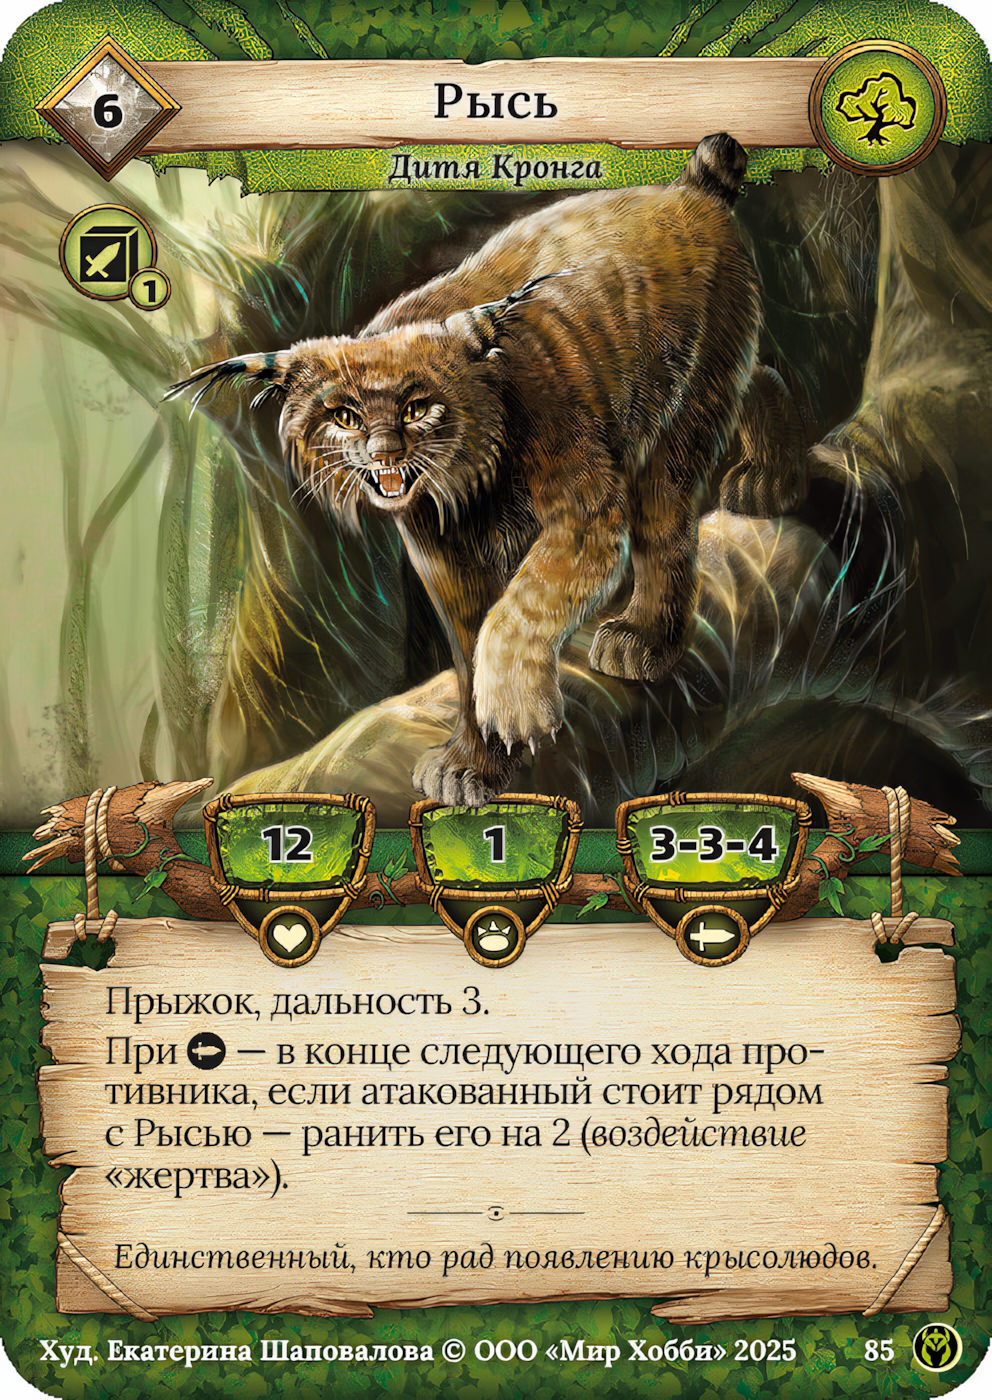 6
Рысь
Дитя Кронга
1
12
1
3-3-4
Прыжок, дальность 3.
При — в конце следующего хода про-
тивника, если атакованный стоит рядом
с Рысью — ранить его на 2 (воздействие
«жертва»).
Единственный, кто рад появлению крысолюдов.
Худ. Екатерина Шаповалова © ООО «Мир Хобби» 2025
85